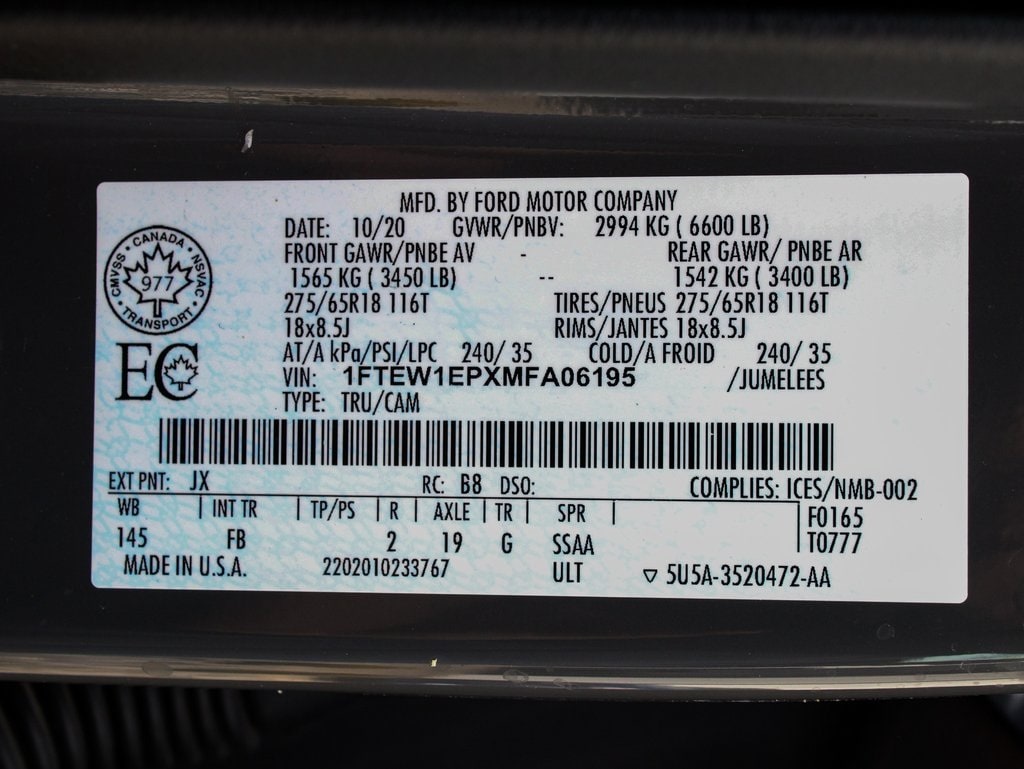 MFD. BY FORD MOTOR COMPANY
DATE: 10/20 GVWR/PNBV: 2994 KG ( 6600 LB)
FRONT GAWR/PNBE AV - REAR GAWR/ PNBE AR
1565 KG ( 3450 LB) -- 1542 KG ( 3400 LB)
275/65R18 116T TIRES/PNEUS 275/65R18 116T
18x8.5J RIMS/JANTES 18x8.5J
AT/A kPa/PSI/LPC 240/ 35 COLD/A FROID 240/ 35
VIN: 1FTEW1EPXMFA06195 /JUMELEES
TYPE: TRU/CAM
CANADA
CMVSS 977 NSVAC
TRANSPORT
EC
EXT PNT: JX RC: B8 DSO: COMPLIES: ICES/NMB-002
WB | INT TR | TP/PS | R | AXLE | TR | SPR | F0165
145 FB 2 19 G SSAA T0777
MADE IN U.S.A. 2202010233767 ULT ▽ 5U5A-3520472-AA